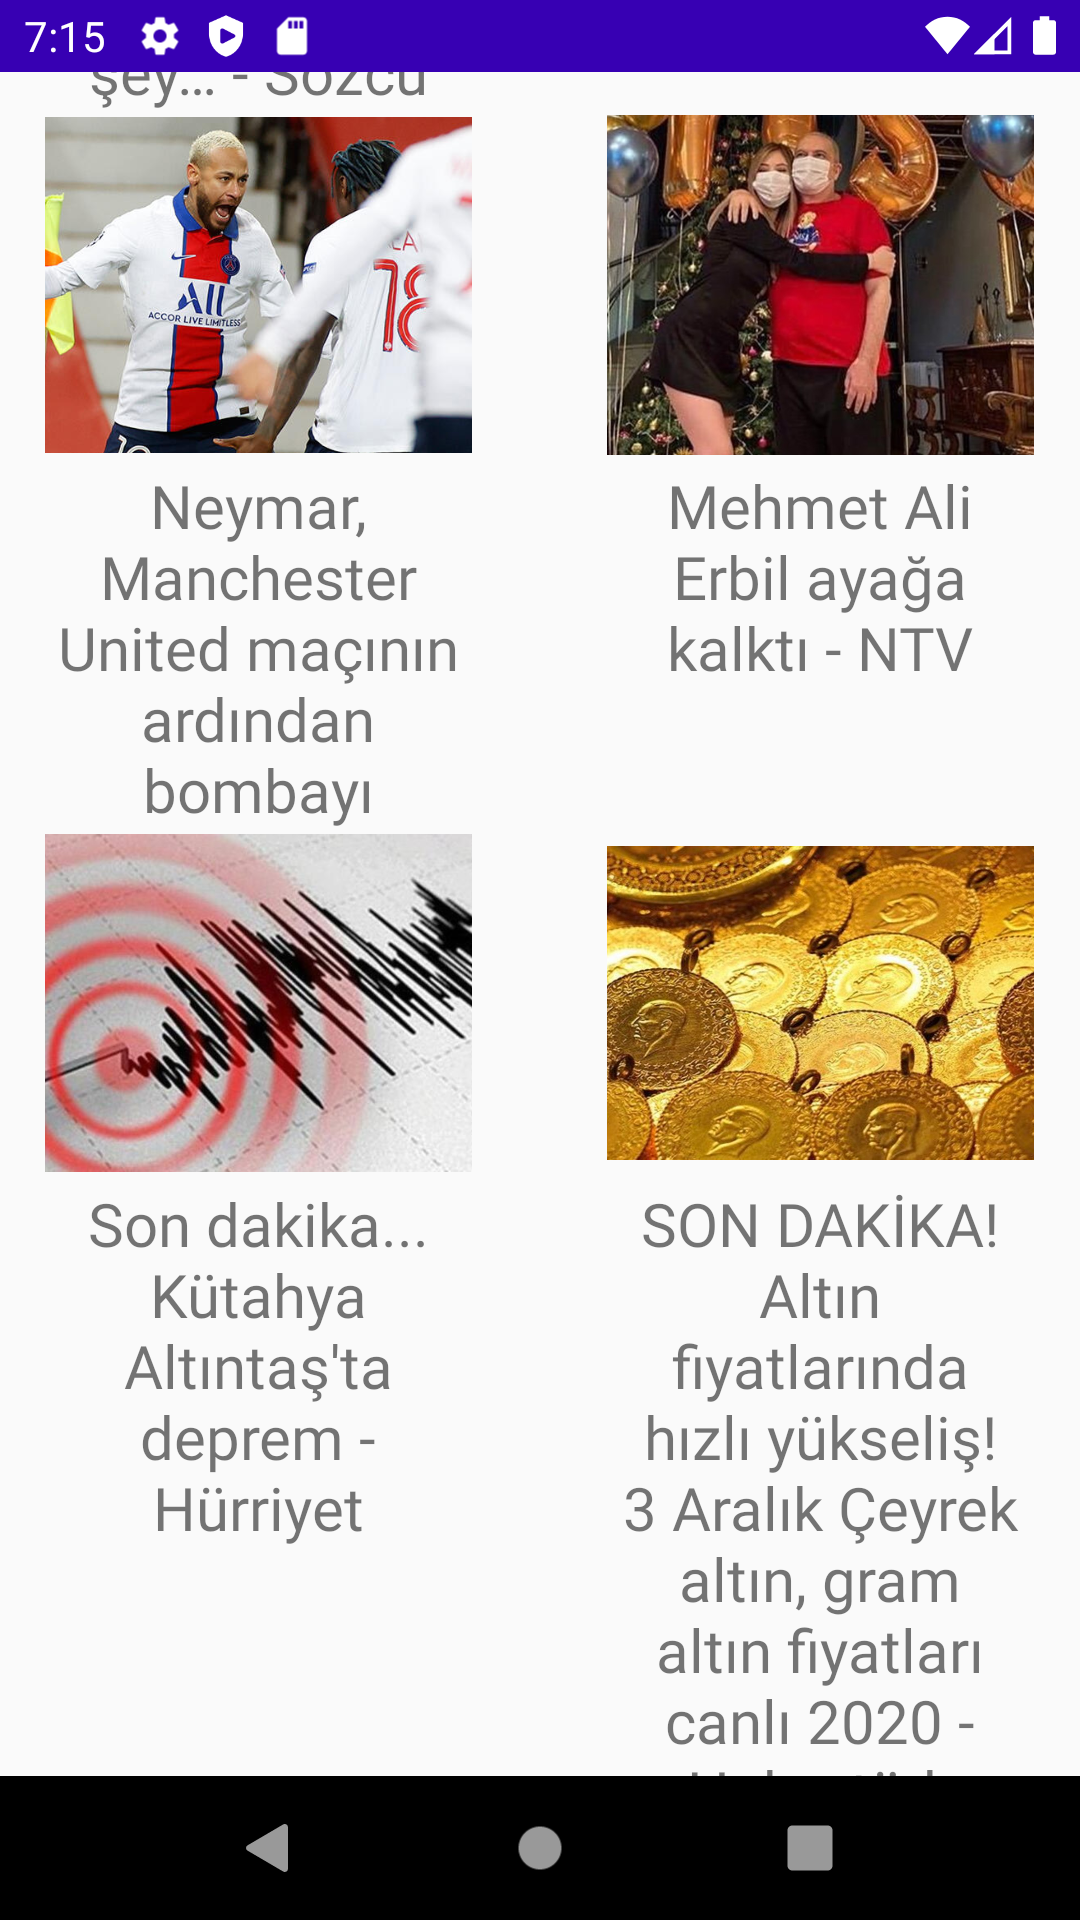 7:15
şey... - Sözcü
ALL
ACCOR LIVE LIMITLESS
10
18
Neymar,
Manchester
United maçının
ardından
bombayı
Mehmet Ali
Erbil ayağa
kalktı - NTV
Son dakika...
Kütahya
Altıntaş'ta
deprem -
Hürriyet
SON DAKİKA!
Altın
fiyatlarında
hızlı yükseliş!
3 Aralık Çeyrek
altın, gram
altın fiyatları
canlı 2020 -